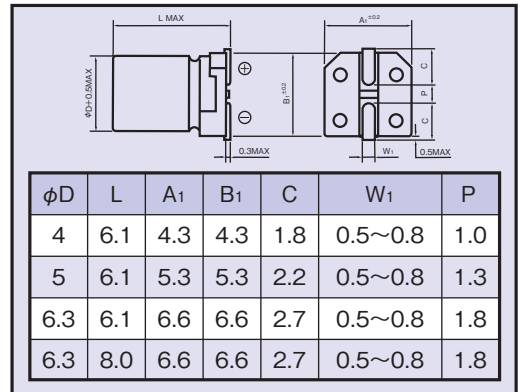 L MAX
A1 ±0.2
φD+0.5MAX
B1 ±0.2
C
P
C
0.3MAX
W1
0.5MAX
φD L A1 B1 C W1 P
4 6.1 4.3 4.3 1.8 0.5～0.8 1.0
5 6.1 5.3 5.3 2.2 0.5～0.8 1.3
6.3 6.1 6.6 6.6 2.7 0.5～0.8 1.8
6.3 8.0 6.6 6.6 2.7 0.5～0.8 1.8